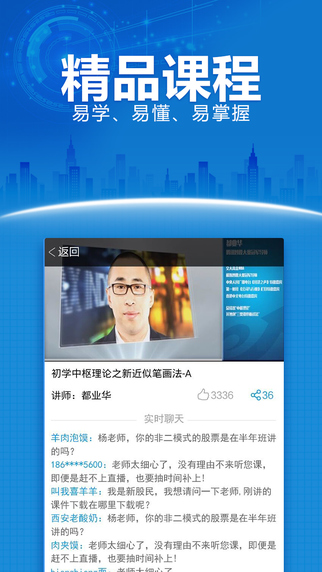 精品课程
易学、易懂、易掌握
返回
都业华
初学中枢理论之新近似笔画法-A
讲师：都业华
3336
36
实时聊天
羊肉泡馍：杨老师，你的非二模式的股票是在半年班讲
的吗？
186****5600：老师太细心了，没有理由不来听您课，
即便是赶不上直播，也要抽时间补上！
叫我喜羊羊：我是新股民，我想请问一下老师，刚讲的
课件下载在哪里下载呢？
西安老酸奶：杨老师，你的非二模式的股票是在半年班
讲的吗？
肉夹馍：老师太细心了，没有理由不来听您课，即便是
赶不上直播，也要抽时间补上！